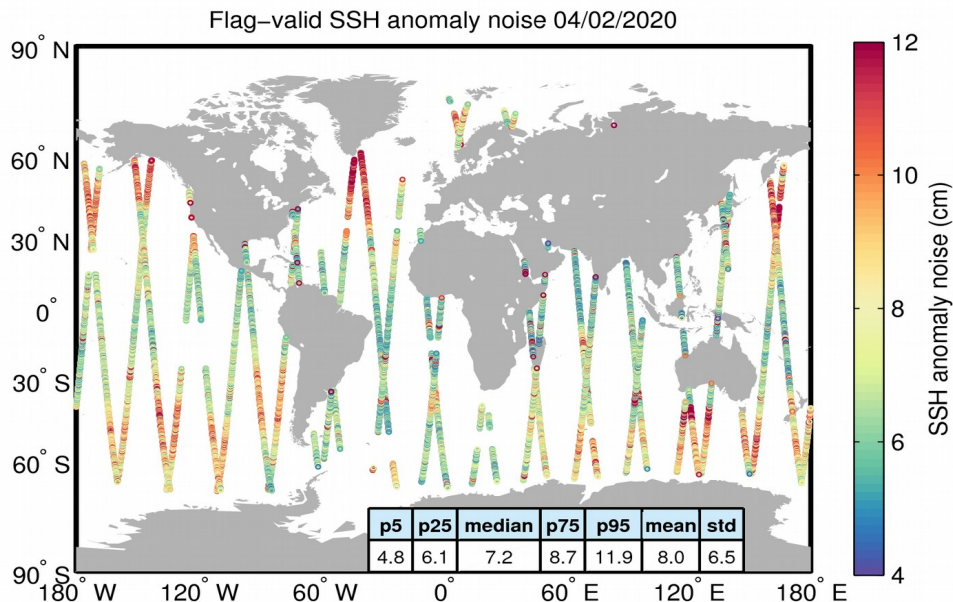 Flag−valid SSH anomaly noise 04/02/2020
90° N
60° N
30° N
0°
30° S
60° S
90° S
180° W
120° W
60° W
0°
60° E
120° E
180° E
p5 p25 median p75 p95 mean std
4.8 6.1 7.2 8.7 11.9 8.0 6.5
12
10
8
6
4
SSH anomaly noise (cm)